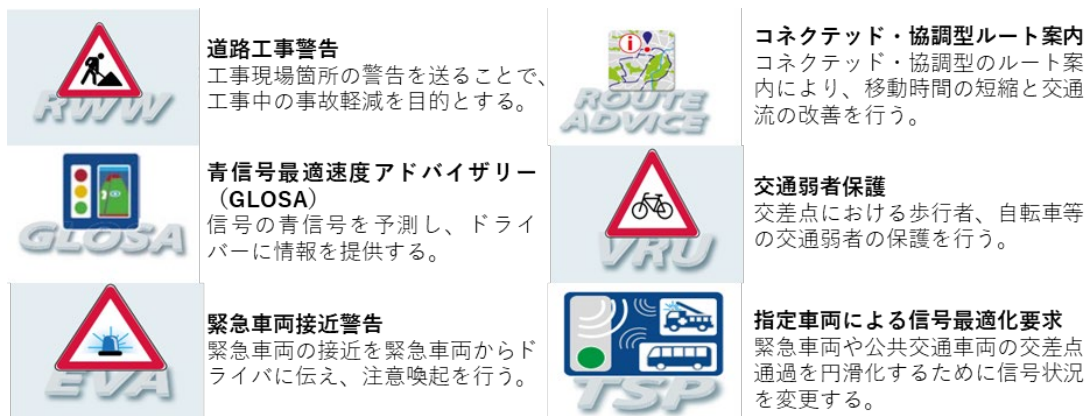 RWW
道路工事警告
工事現場箇所の警告を送ることで、
工事中の事故軽減を目的とする。
i
ROUTE
ADVICE
コネクテッド・協調型ルート案内
コネクテッド・協調型のルート案
内により、移動時間の短縮と交通
流の改善を行う。
GLOSA
青信号最適速度アドバイザリー
（GLOSA）
信号の青信号を予測し、ドライ
バーに情報を提供する。
VRU
交通弱者保護
交差点における歩行者、自転車等
の交通弱者の保護を行う。
EVA
緊急車両接近警告
緊急車両の接近を緊急車両からド
ライバに伝え、注意喚起を行う。
TSP
指定車両による信号最適化要求
緊急車両や公共交通車両の交差点
通過を円滑化するために信号状況
を変更する。